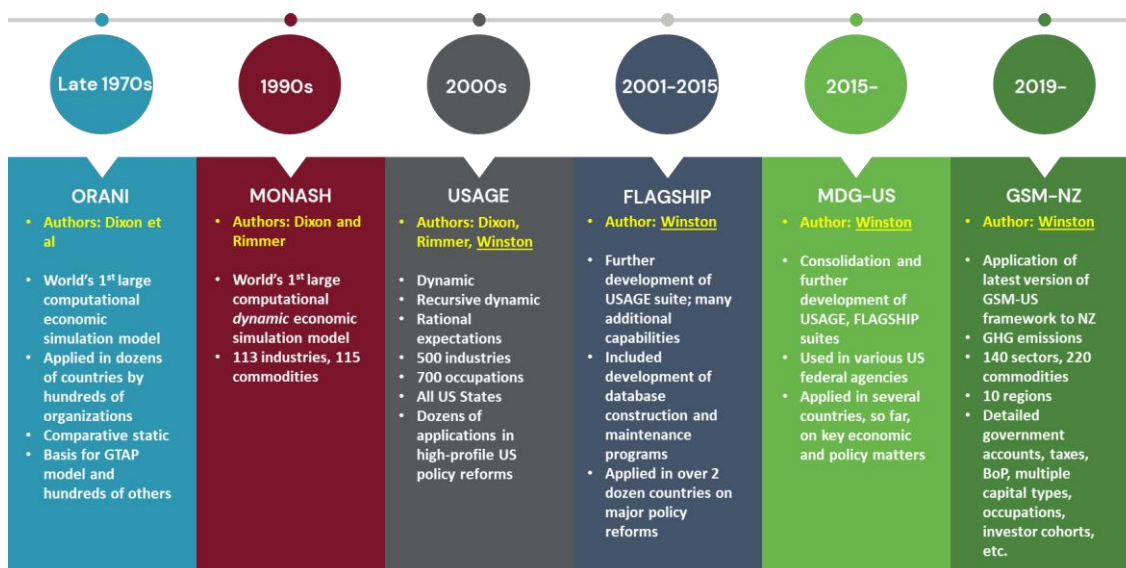 Late 1970s
1990s
2000s
2001-2015
2015-
2019-
ORANI
• Authors: Dixon et
al
• World's 1st large
computational
economic
simulation model
• Applied in dozens
of countries by
hundreds of
organizations
• Comparative static
• Basis for GTAP
model and
hundreds of others
MONASH
• Authors: Dixon and
Rimmer
• World's 1st large
computational
dynamic economic
simulation model
• 113 industries, 115
commodities
USAGE
• Authors: Dixon,
Rimmer, Winston
• Dynamic
• Recursive dynamic
• Rational
expectations
• 500 industries
• 700 occupations
• All US States
• Dozens of
applications in
high-profile US
policy reforms
FLAGSHIP
• Author: Winston
• Further
development of
USAGE suite; many
additional
capabilities
• Included
development of
database
construction and
maintenance
programs
• Applied in over 2
dozen countries on
major policy
reforms
MDG-US
• Author: Winston
• Consolidation and
further
development of
USAGE, FLAGSHIP
suites
• Used in various US
federal agencies
• Applied in several
countries, so far,
on key economic
and policy matters
GSM-NZ
• Author: Winston
• Application of
latest version of
GSM-US
framework to NZ
• GHG emissions
• 140 sectors, 220
commodities
• 10 regions
• Detailed
government
accounts, taxes,
BoP, multiple
capital types,
occupations,
investor cohorts,
etc.